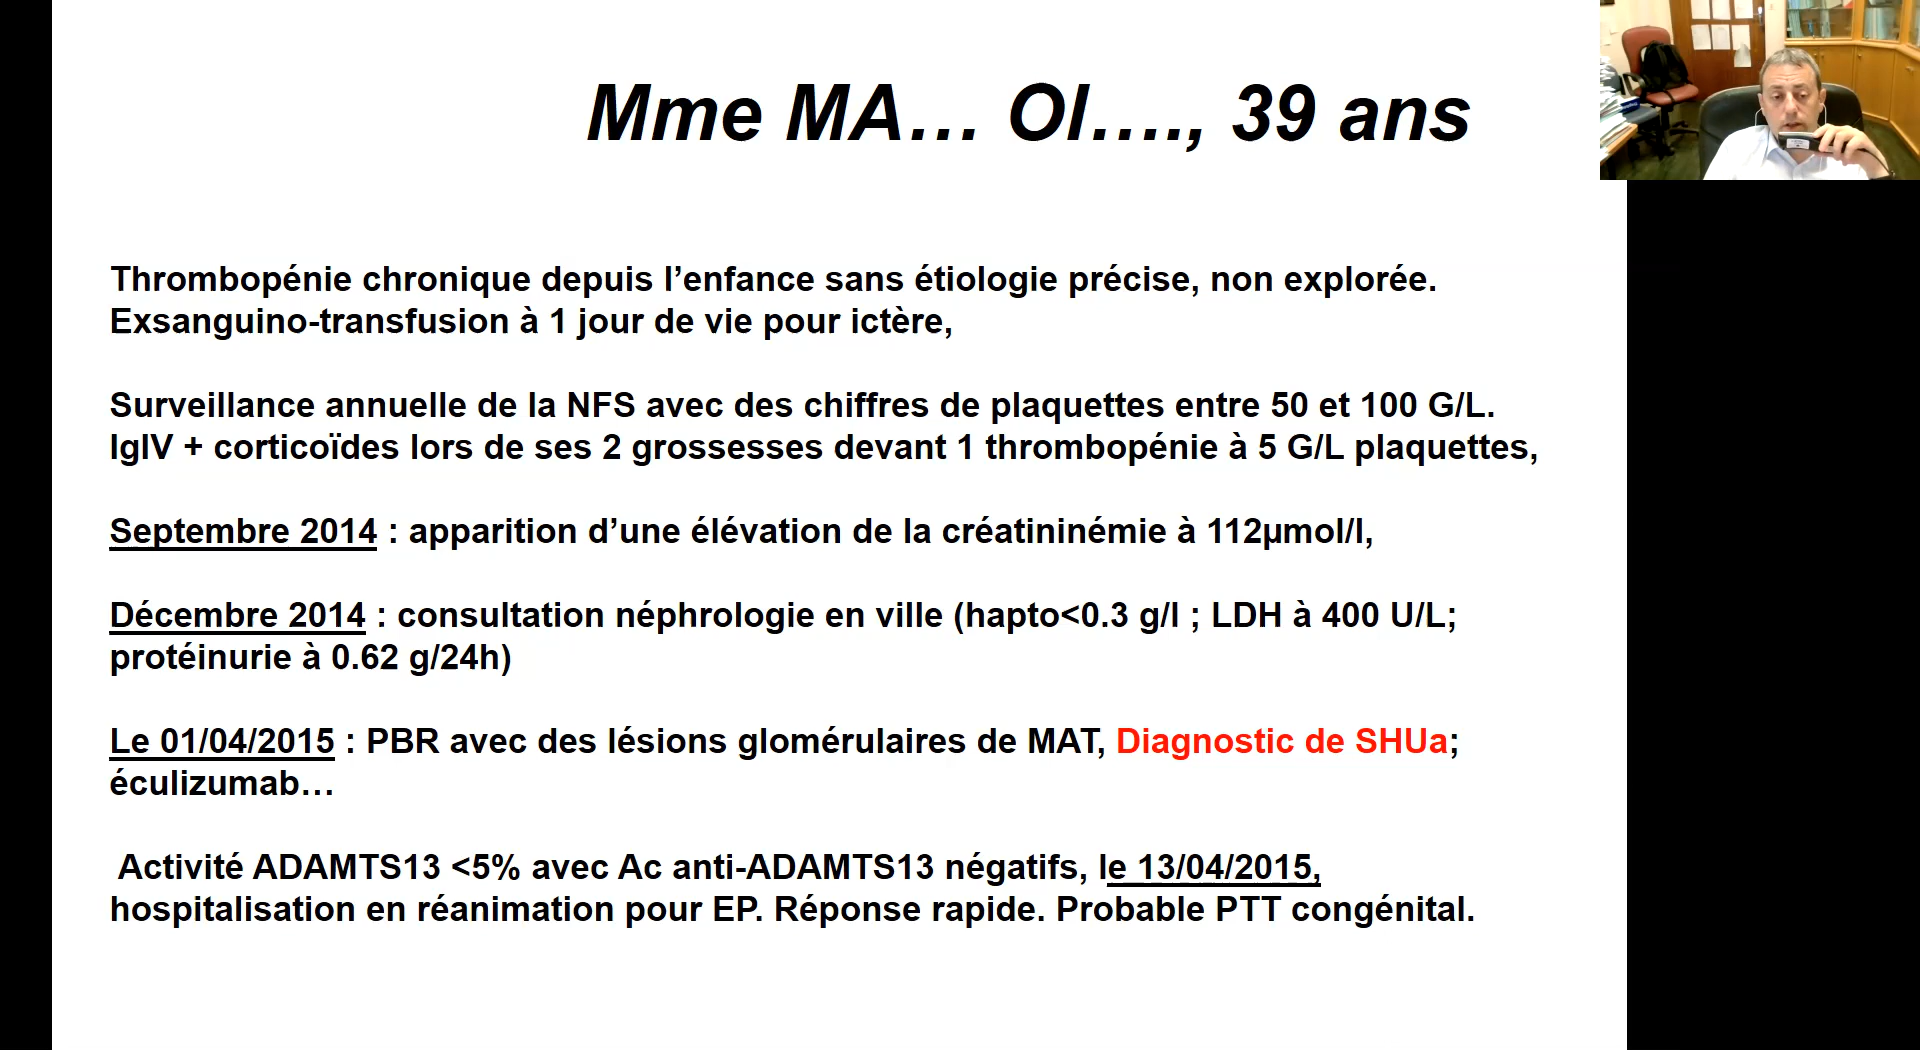 Mme MA… OI…., 39 ans
Thrombopénie chronique depuis l’enfance sans étiologie précise, non explorée.
Exsanguino-transfusion à 1 jour de vie pour ictère,
Surveillance annuelle de la NFS avec des chiffres de plaquettes entre 50 et 100 G/L.
IgIV + corticoïdes lors de ses 2 grossesses devant 1 thrombopénie à 5 G/L plaquettes,
Septembre 2014 : apparition d’une élévation de la créatininémie à 112µmol/l,
Décembre 2014 : consultation néphrologie en ville (hapto<0.3 g/l ; LDH à 400 U/L;
protéinurie à 0.62 g/24h)
Le 01/04/2015 : PBR avec des lésions glomérulaires de MAT, Diagnostic de SHUa;
éculizumab…
Activité ADAMTS13 <5% avec Ac anti-ADAMTS13 négatifs, le 13/04/2015,
hospitalisation en réanimation pour EP. Réponse rapide. Probable PTT congénital.